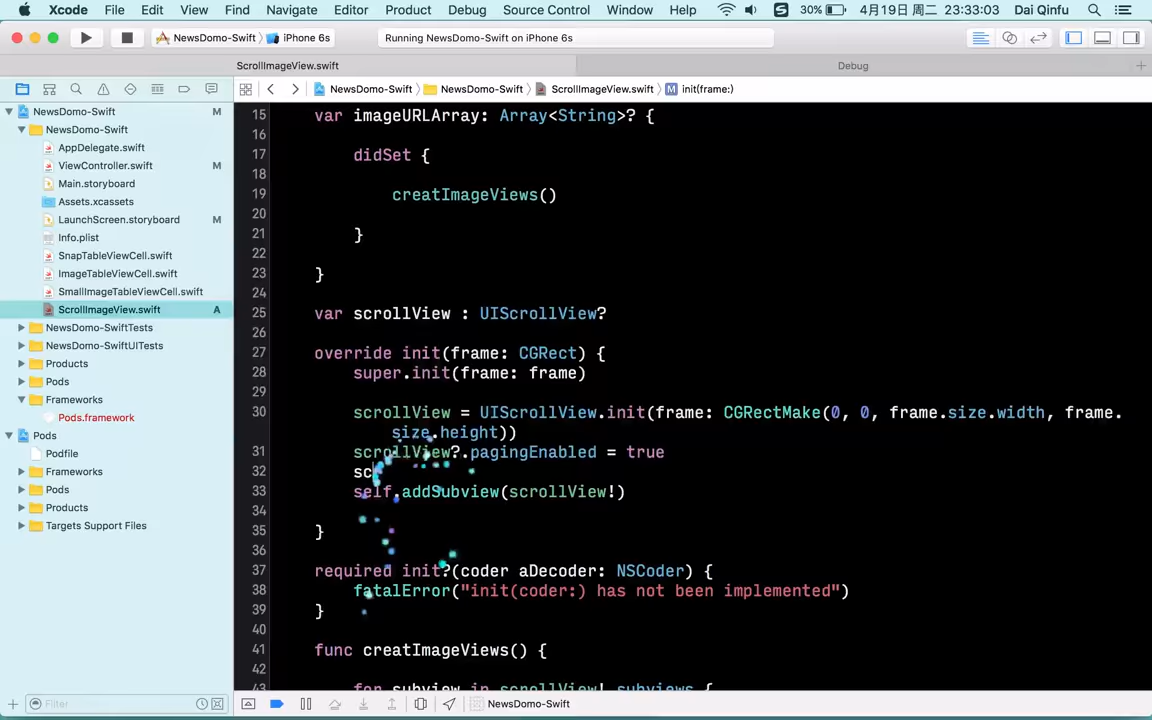 Xcode File Edit View Find Navigate Editor Product Debug Source Control Window Help 30% 4月19日 周二 23:33:03 Dai Qinfu
NewsDomo-Swift iPhone 6s Running NewsDomo-Swift on iPhone 6s
ScrollImageView.swift Debug
NewsDomo-Swift NewsDomo-Swift ScrollImageView.swift M init(frame:)
NewsDomo-Swift M
NewsDomo-Swift
AppDelegate.swift
ViewController.swift M
Main.storyboard
Assets.xcassets
LaunchScreen.storyboard M
Info.plist
SnapTableViewCell.swift
ImageTableViewCell.swift
SmallImageTableViewCell.swift
ScrollImageView.swift A
NewsDomo-SwiftTests
NewsDomo-SwiftUITests
Products
Pods
Frameworks
Pods.framework
Pods
Podfile
Frameworks
Pods
Products
Targets Support Files
Filter
15 var imageURLArray: Array<String>? {
16
17 didSet {
18
19 creatImageViews()
20
21 }
22
23 }
24
25 var scrollView : UIScrollView?
26
27 override init(frame: CGRect) {
28 super.init(frame: frame)
29
30 scrollView = UIScrollView.init(frame: CGRectMake(0, 0, frame.size.width, frame.
size.height))
31 scrollView?.pagingEnabled = true
32 sc
33 self.addSubview(scrollView!)
34
35 }
36
37 required init?(coder aDecoder: NSCoder) {
38 fatalError("init(coder:) has not been implemented")
39 }
40
41 func creatImageViews() {
42
43 for subview in scrollView!.subviews {
NewsDomo-Swift